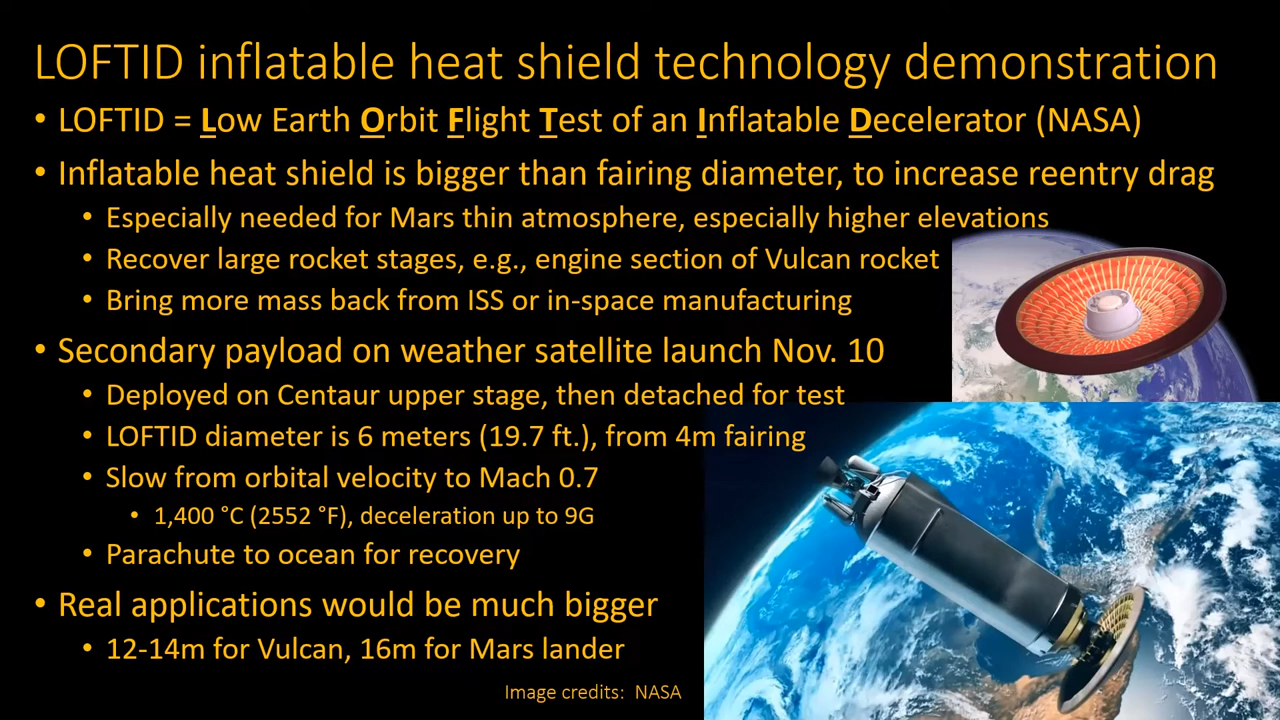 LOFTID inflatable heat shield technology demonstration
• LOFTID = Low Earth Orbit Flight Test of an Inflatable Decelerator (NASA)
• Inflatable heat shield is bigger than fairing diameter, to increase reentry drag
• Especially needed for Mars thin atmosphere, especially higher elevations
• Recover large rocket stages, e.g., engine section of Vulcan rocket
• Bring more mass back from ISS or in-space manufacturing
• Secondary payload on weather satellite launch Nov. 10
• Deployed on Centaur upper stage, then detached for test
• LOFTID diameter is 6 meters (19.7 ft.), from 4m fairing
• Slow from orbital velocity to Mach 0.7
• 1,400 °C (2552 °F), deceleration up to 9G
• Parachute to ocean for recovery
• Real applications would be much bigger
• 12-14m for Vulcan, 16m for Mars lander
Image credits: NASA